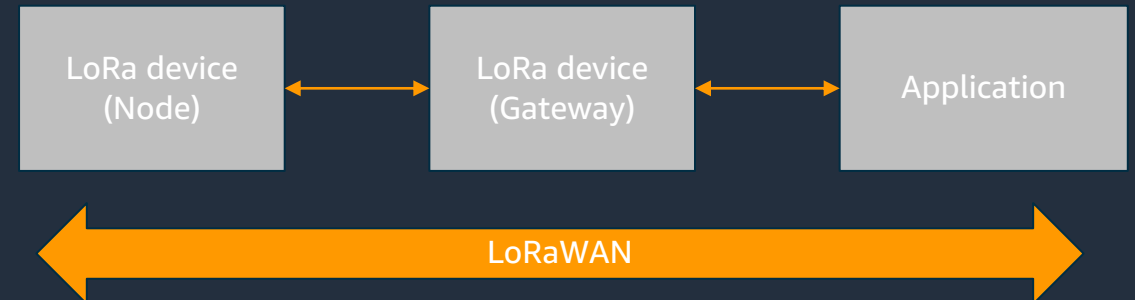 LoRa device
(Node)
LoRa device
(Gateway)
Application
LoRaWAN